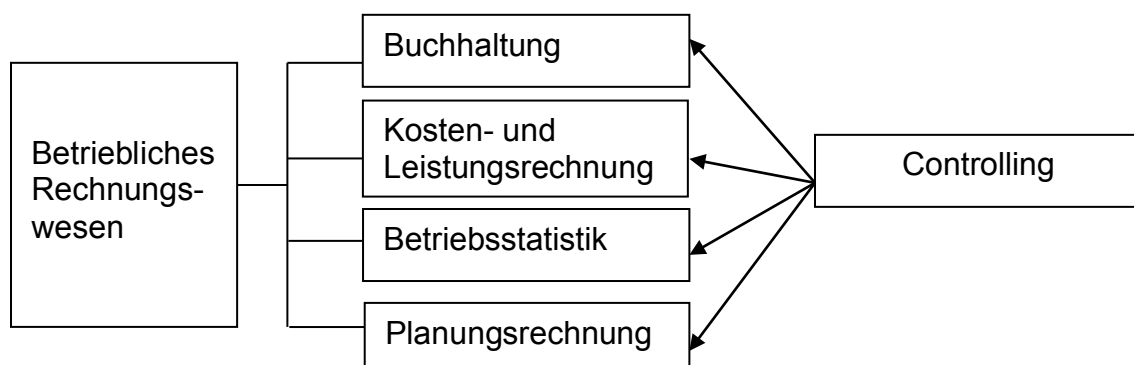 Betriebliches
Rechnungs-
wesen
Buchhaltung
Kosten- und
Leistungsrechnung
Betriebsstatistik
Planungsrechnung
Controlling